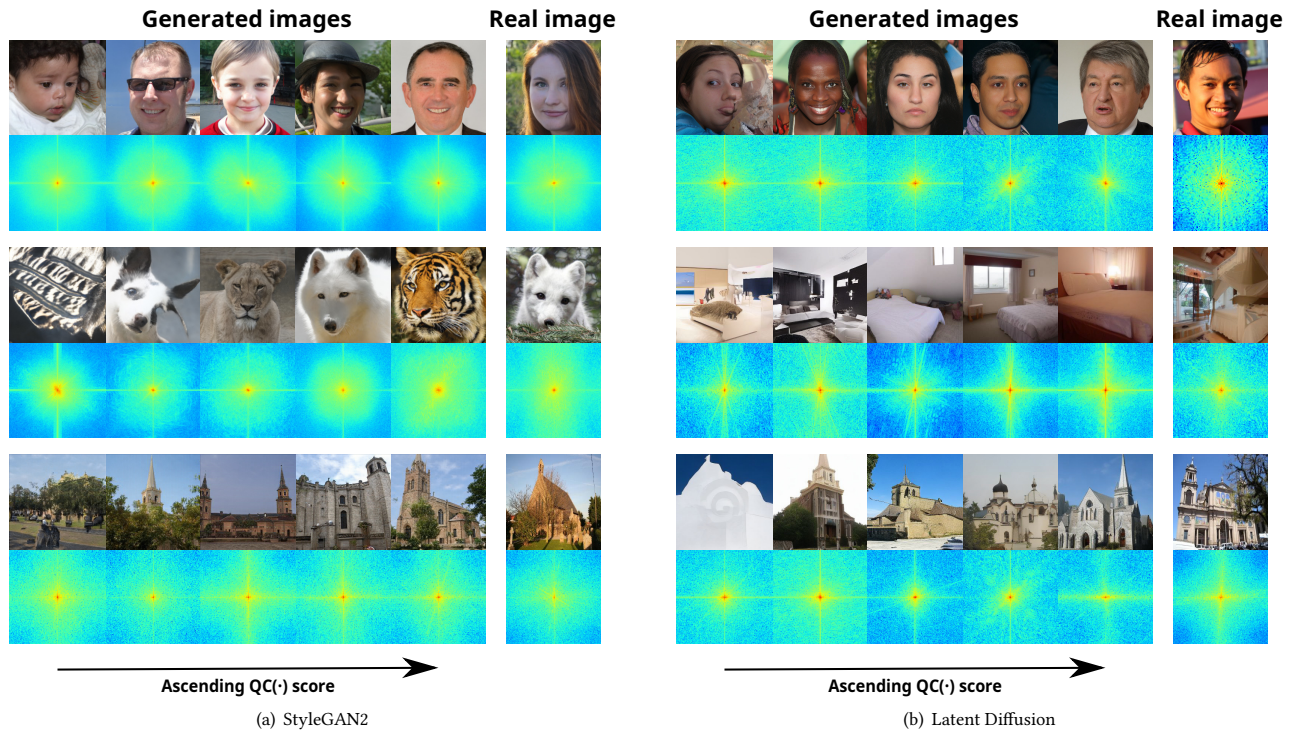 Generated images
Real image
Ascending QC(·) score
(a) StyleGAN2
Generated images
Real image
Ascending QC(·) score
(b) Latent Diffusion